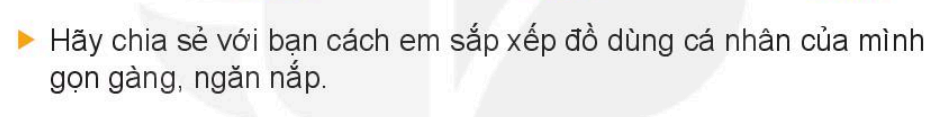 Hãy chia sẻ với bạn cách em sắp xếp đồ dùng cá nhân của mình
gọn gàng, ngăn nắp.